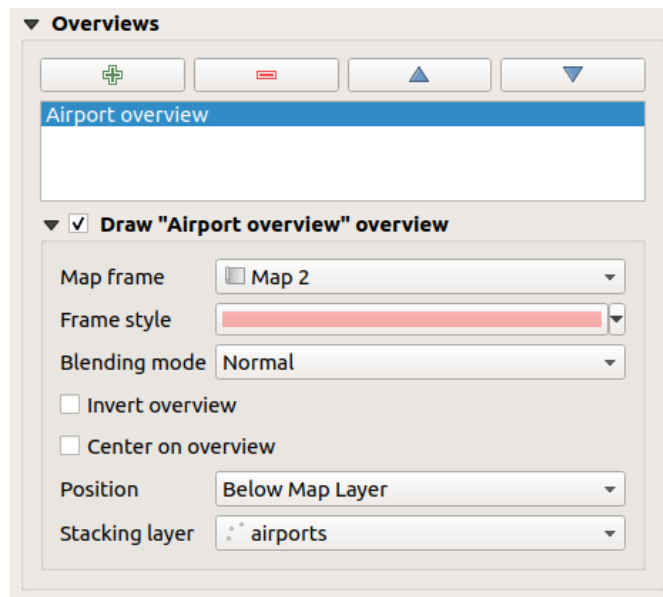 Overviews
Airport overview
Draw "Airport overview" overview
Map frame Map 2
Frame style
Blending mode Normal
Invert overview
Center on overview
Position Below Map Layer
Stacking layer airports